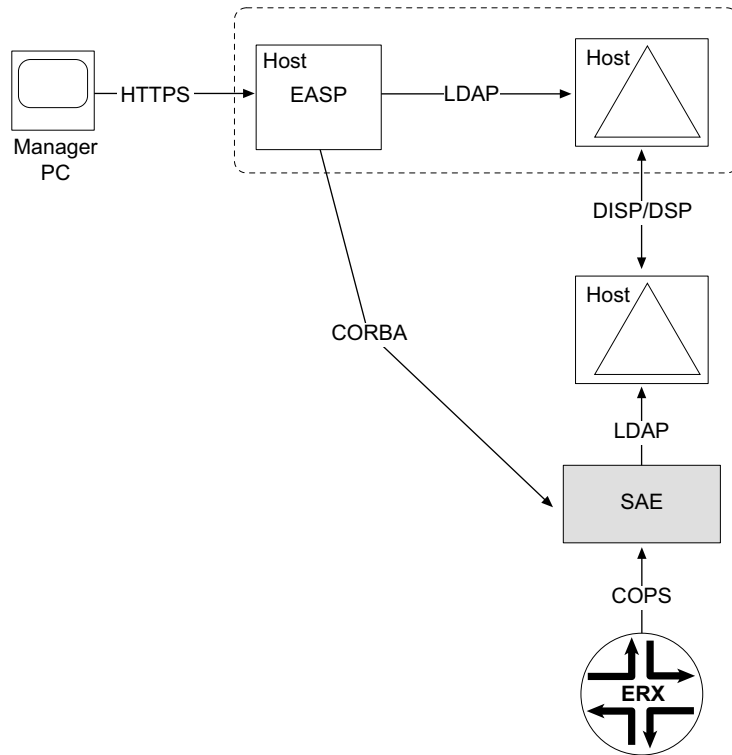 Host
EASP
Host
HTTPS
LDAP
Manager
PC
DISP/DSP
Host
CORBA
LDAP
SAE
COPS
ERX